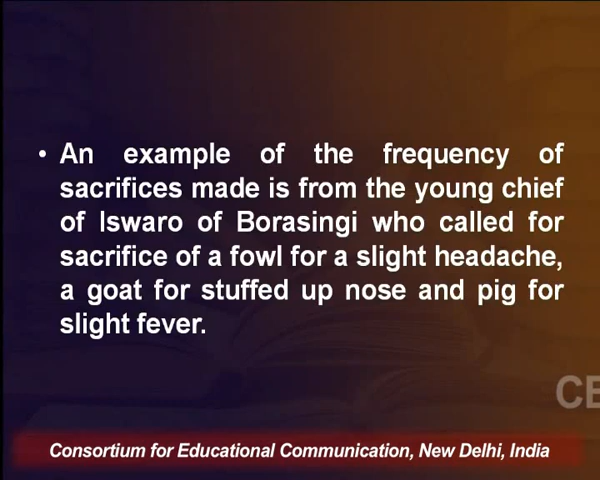 • An example of the frequency of
sacrifices made is from the young chief
of Iswaro of Borasingi who called for
sacrifice of a fowl for a slight headache,
a goat for stuffed up nose and pig for
slight fever.
CE
Consortium for Educational Communication, New Delhi, India